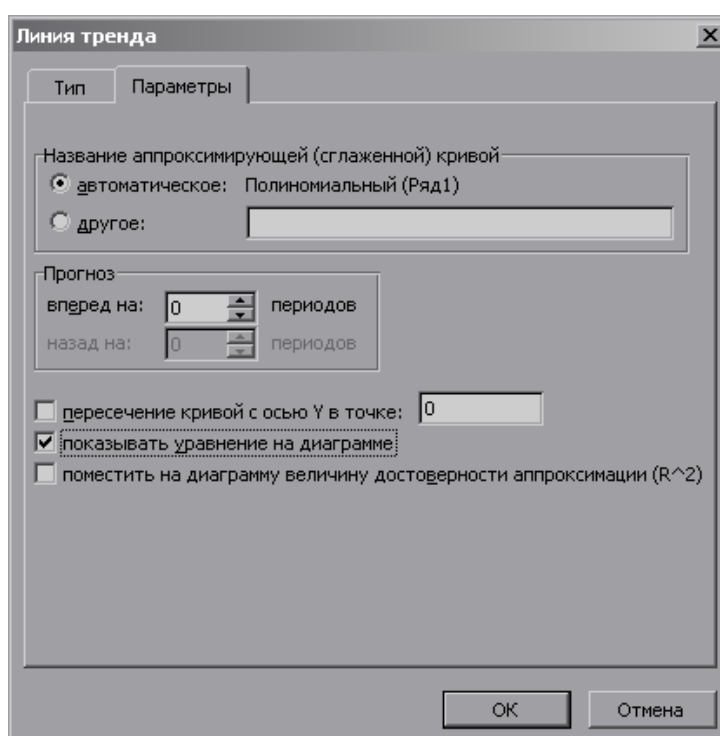 Линия тренда
Тип Параметры
Название аппроксимирующей (сглаженной) кривой
автоматическое: Полиномиальный (Ряд1)
другое:
Прогноз
вперед на: 0 периодов
назад на: 0 периодов
пересечение кривой с осью Y в точке: 0
показывать уравнение на диаграмме
поместить на диаграмму величину достоверности аппроксимации (R^2)
ОК Отмена